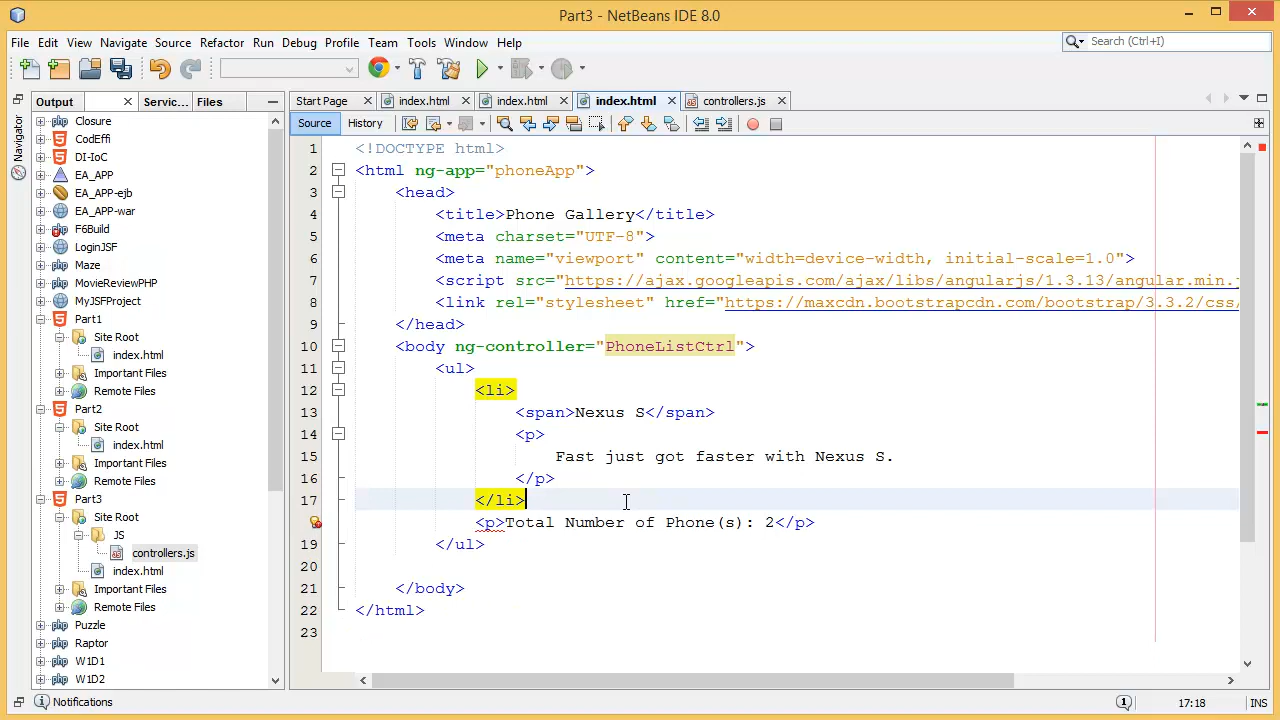 Part3 - NetBeans IDE 8.0
File Edit View Navigate Source Refactor Run Debug Profile Team Tools Window Help
Search (Ctrl+I)
Output
Servic...
Files
Start Page
index.html
index.html
index.html
controllers.js
Navigator
Source
History
Closure
CodEffi
DI-IoC
EA_APP
EA_APP-ejb
EA_APP-war
F6Build
LoginJSF
Maze
MovieReviewPHP
MyJSFProject
Part1
Site Root
index.html
Important Files
Remote Files
Part2
Site Root
index.html
Important Files
Remote Files
Part3
Site Root
JS
controllers.js
index.html
Important Files
Remote Files
Puzzle
Raptor
W1D1
W1D2
1 <!DOCTYPE html>
2 <html ng-app="phoneApp">
3 <head>
4 <title>Phone Gallery</title>
5 <meta charset="UTF-8">
6 <meta name="viewport" content="width=device-width, initial-scale=1.0">
7 <script src="https://ajax.googleapis.com/ajax/libs/angularjs/1.3.13/angular.min.
8 <link rel="stylesheet" href="https://maxcdn.bootstrapcdn.com/bootstrap/3.3.2/css/
9 </head>
10 <body ng-controller="PhoneListCtrl">
11 <ul>
12 <li>
13 <span>Nexus S</span>
14 <p>
15 Fast just got faster with Nexus S.
16 </p>
17 </li>
<p>Total Number of Phone(s): 2</p>
19 </ul>
20
21 </body>
22 </html>
23
Notifications
17:18
INS